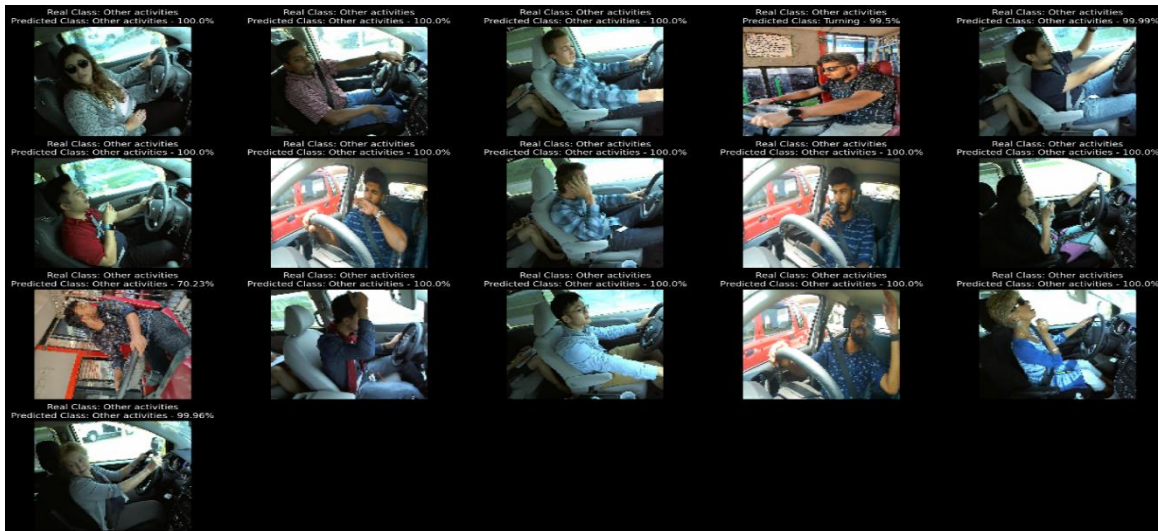 Real Class: Other activities
Predicted Class: Other activities - 100.0%
Real Class: Other activities
Predicted Class: Other activities - 100.0%
Real Class: Other activities
Predicted Class: Other activities - 100.0%
Real Class: Other activities
Predicted Class: Turning - 99.5%
Real Class: Other activities
Predicted Class: Other activities - 99.99%
Real Class: Other activities
Predicted Class: Other activities - 100.0%
Real Class: Other activities
Predicted Class: Other activities - 100.0%
Real Class: Other activities
Predicted Class: Other activities - 100.0%
Real Class: Other activities
Predicted Class: Other activities - 100.0%
Real Class: Other activities
Predicted Class: Other activities - 100.0%
Real Class: Other activities
Predicted Class: Other activities - 70.23%
Real Class: Other activities
Predicted Class: Other activities - 100.0%
Real Class: Other activities
Predicted Class: Other activities - 100.0%
Real Class: Other activities
Predicted Class: Other activities - 100.0%
Real Class: Other activities
Predicted Class: Other activities - 100.0%
Real Class: Other activities
Predicted Class: Other activities - 99.96%